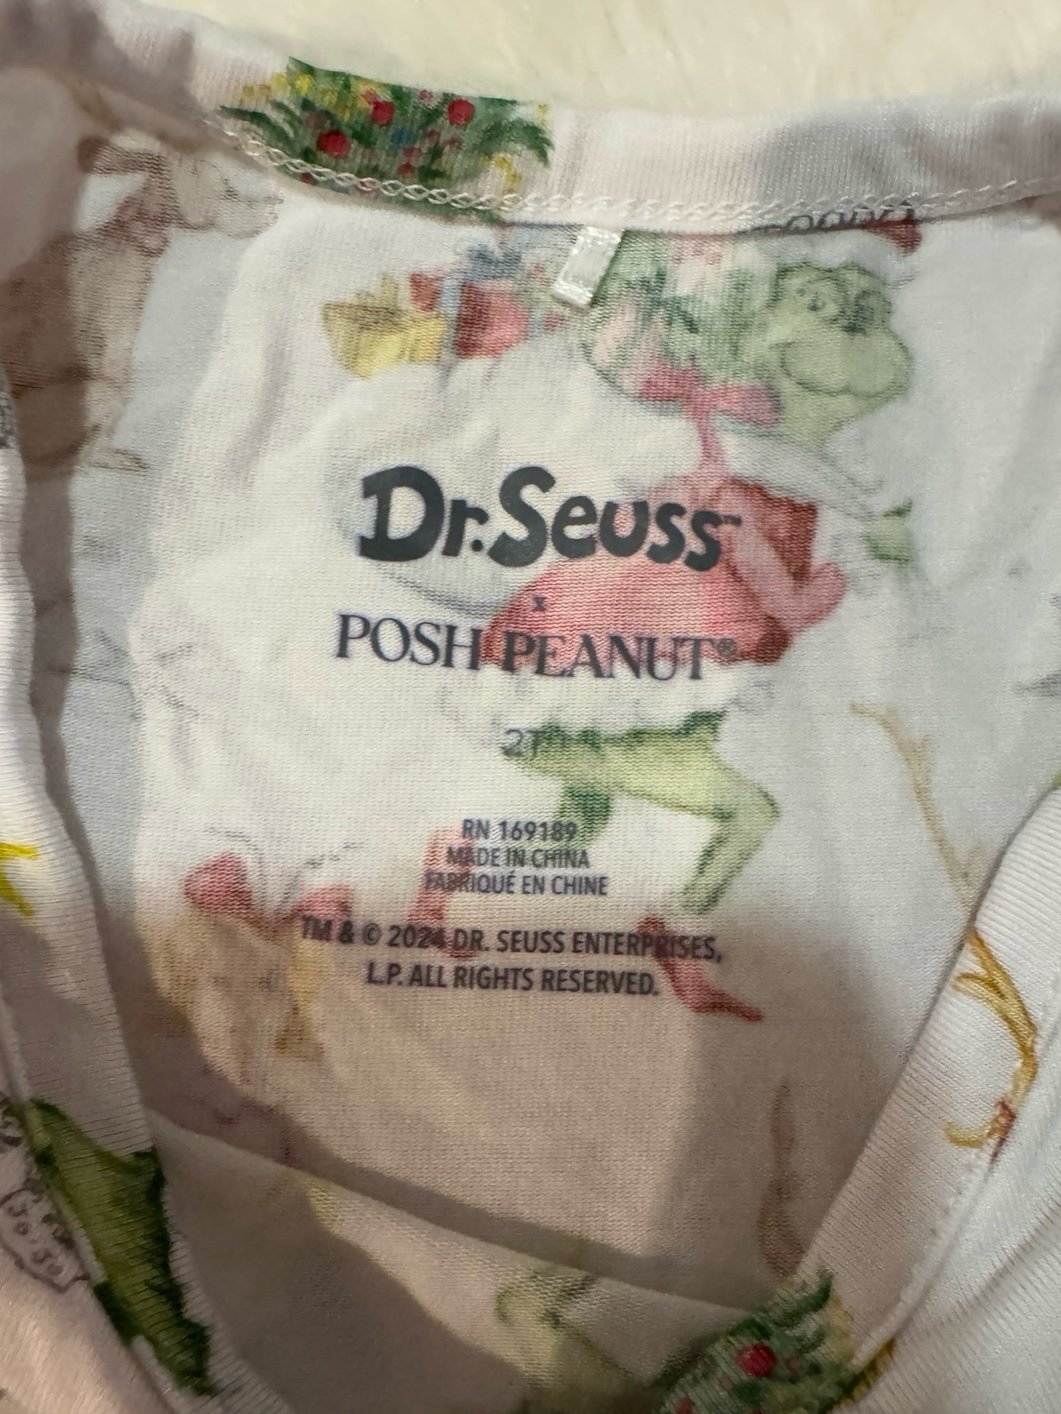 Dr. Seuss™
x
POSH PEANUT®
2T
RN 169189
MADE IN CHINA
FABRIQUÉ EN CHINE
TM & © 2024 DR. SEUSS ENTERPRISES,
L.P. ALL RIGHTS RESERVED.